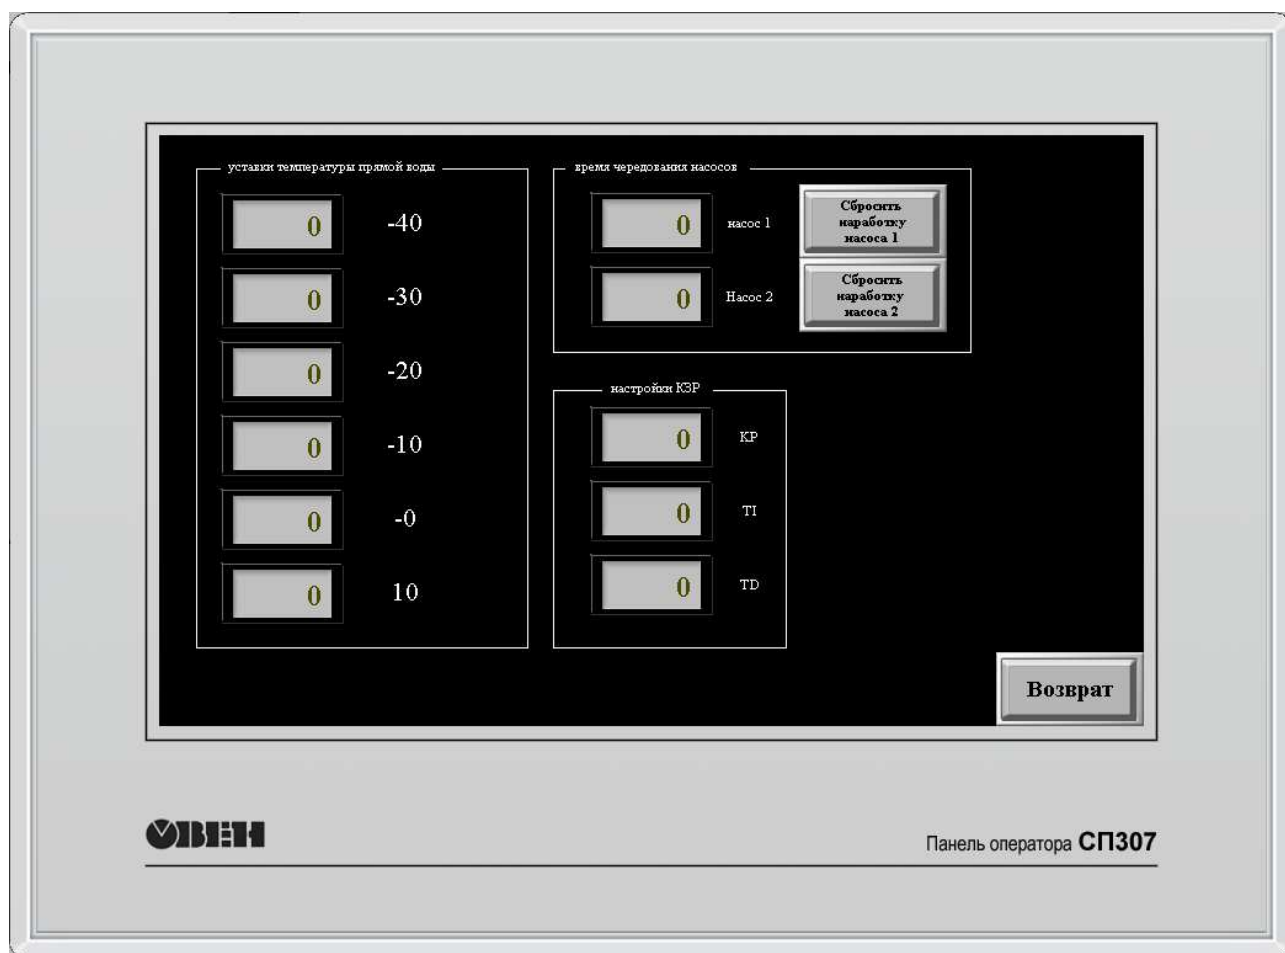 уставки температуры прямой воды
0 -40
0 -30
0 -20
0 -10
0 -0
0 10
время чередования насосов
0 насос 1
Сбросить
наработку
насоса 1
0 Насос 2
Сбросить
наработку
насоса 2
настройки КЗР
0 КР
0 TI
0 TD
Возврат
ОВЕН
Панель оператора СП307